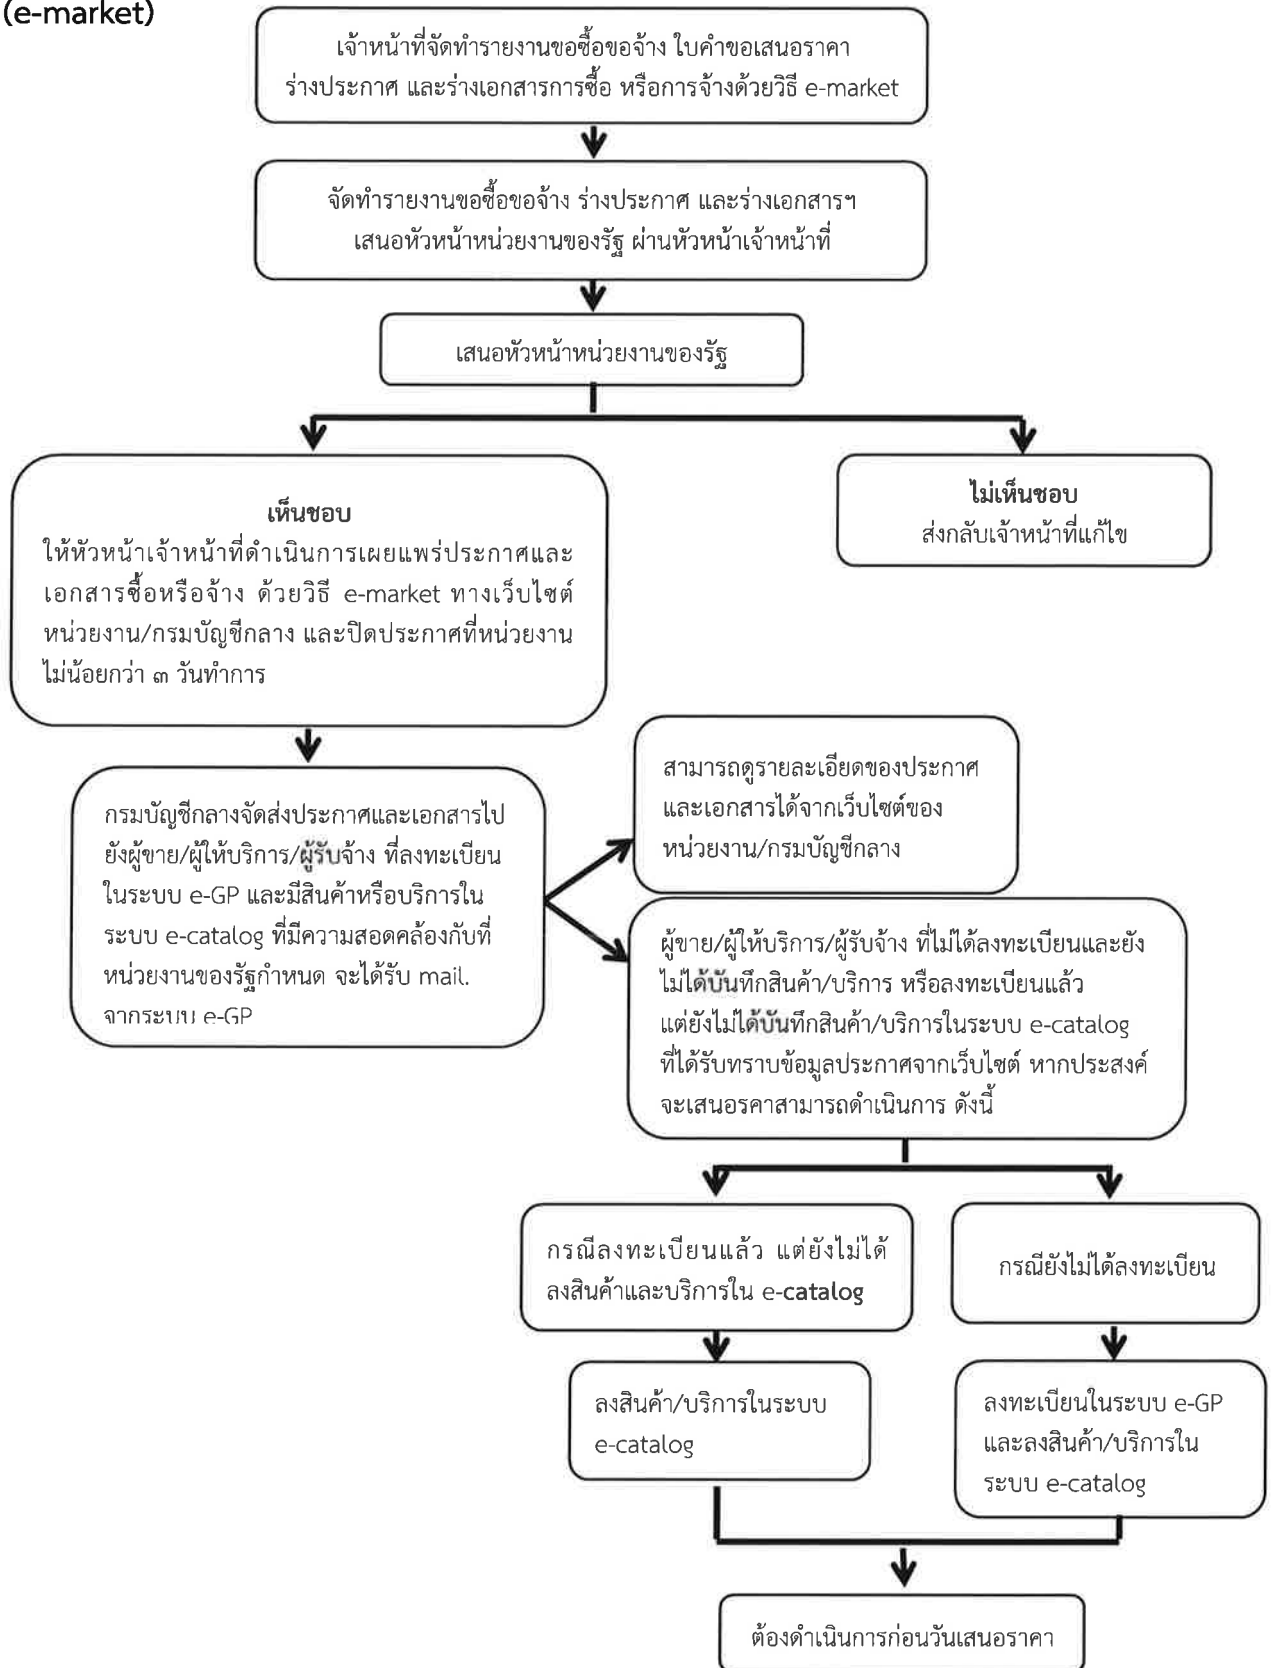 (e-market)
เจ้าหน้าที่จัดทำรายงานขอซื้อขอจ้าง ใบคำขอเสนอราคา
ร่างประกาศ และร่างเอกสารการซื้อ หรือการจ้างด้วยวิธี e-market
จัดทำรายงานขอซื้อขอจ้าง ร่างประกาศ และร่างเอกสารฯ
เสนอหัวหน้าหน่วยงานของรัฐ ผ่านหัวหน้าเจ้าหน้าที่
เสนอหัวหน้าหน่วยงานของรัฐ
เห็นชอบ
ให้หัวหน้าเจ้าหน้าที่ดำเนินการเผยแพร่ประกาศและ
เอกสารซื้อหรือจ้าง ด้วยวิธี e-market ทางเว็บไซต์
หน่วยงาน/กรมบัญชีกลาง และปิดประกาศที่หน่วยงาน
ไม่น้อยกว่า ๓ วันทำการ
ไม่เห็นชอบ
ส่งกลับเจ้าหน้าที่แก้ไข
กรมบัญชีกลางจัดส่งประกาศและเอกสารไป
ยังผู้ขาย/ผู้ให้บริการ/ผู้รับจ้าง ที่ลงทะเบียน
ในระบบ e-GP และมีสินค้าหรือบริการใน
ระบบ e-catalog ที่มีความสอดคล้องกับที่
หน่วยงานของรัฐกำหนด จะได้รับ mail.
จากระบบ e-GP
สามารถดูรายละเอียดของประกาศ
และเอกสารได้จากเว็บไซต์ของ
หน่วยงาน/กรมบัญชีกลาง
ผู้ขาย/ผู้ให้บริการ/ผู้รับจ้าง ที่ไม่ได้ลงทะเบียนและยัง
ไม่ได้บันทึกสินค้า/บริการ หรือลงทะเบียนแล้ว
แต่ยังไม่ได้บันทึกสินค้า/บริการในระบบ e-catalog
ที่ได้รับทราบข้อมูลประกาศจากเว็บไซต์ หากประสงค์
จะเสนอรคาสามารถดำเนินการ ดังนี้
กรณีลงทะเบียนแล้ว แต่ยังไม่ได้
ลงสินค้าและบริการใน e-catalog
กรณียังไม่ได้ลงทะเบียน
ลงสินค้า/บริการในระบบ
e-catalog
ลงทะเบียนในระบบ e-GP
และลงสินค้า/บริการใน
ระบบ e-catalog
ต้องดำเนินการก่อนวันเสนอราคา